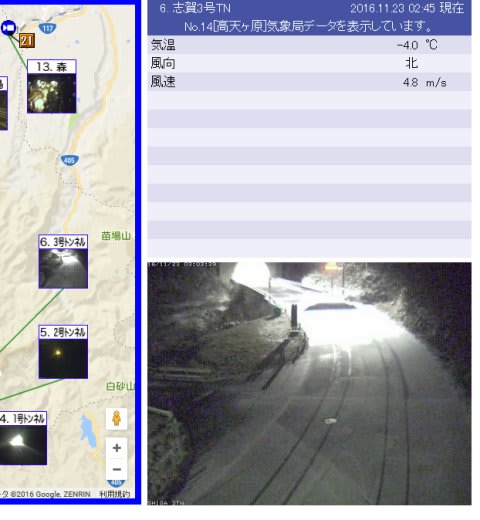 117
21
13. 森
405
苗場山
6. 3号トンネル
5. 2号トンネル
白砂山
4. 1号トンネル
405
©2016 Google, ZENRIN 利用規約
6. 志賀3号TN 2016.11.23 02:45 現在
No.14[高天ヶ原]気象局データを表示しています。
気温 -4.0 ℃
風向 北
風速 4.8 m/s
SHIGA 3TN